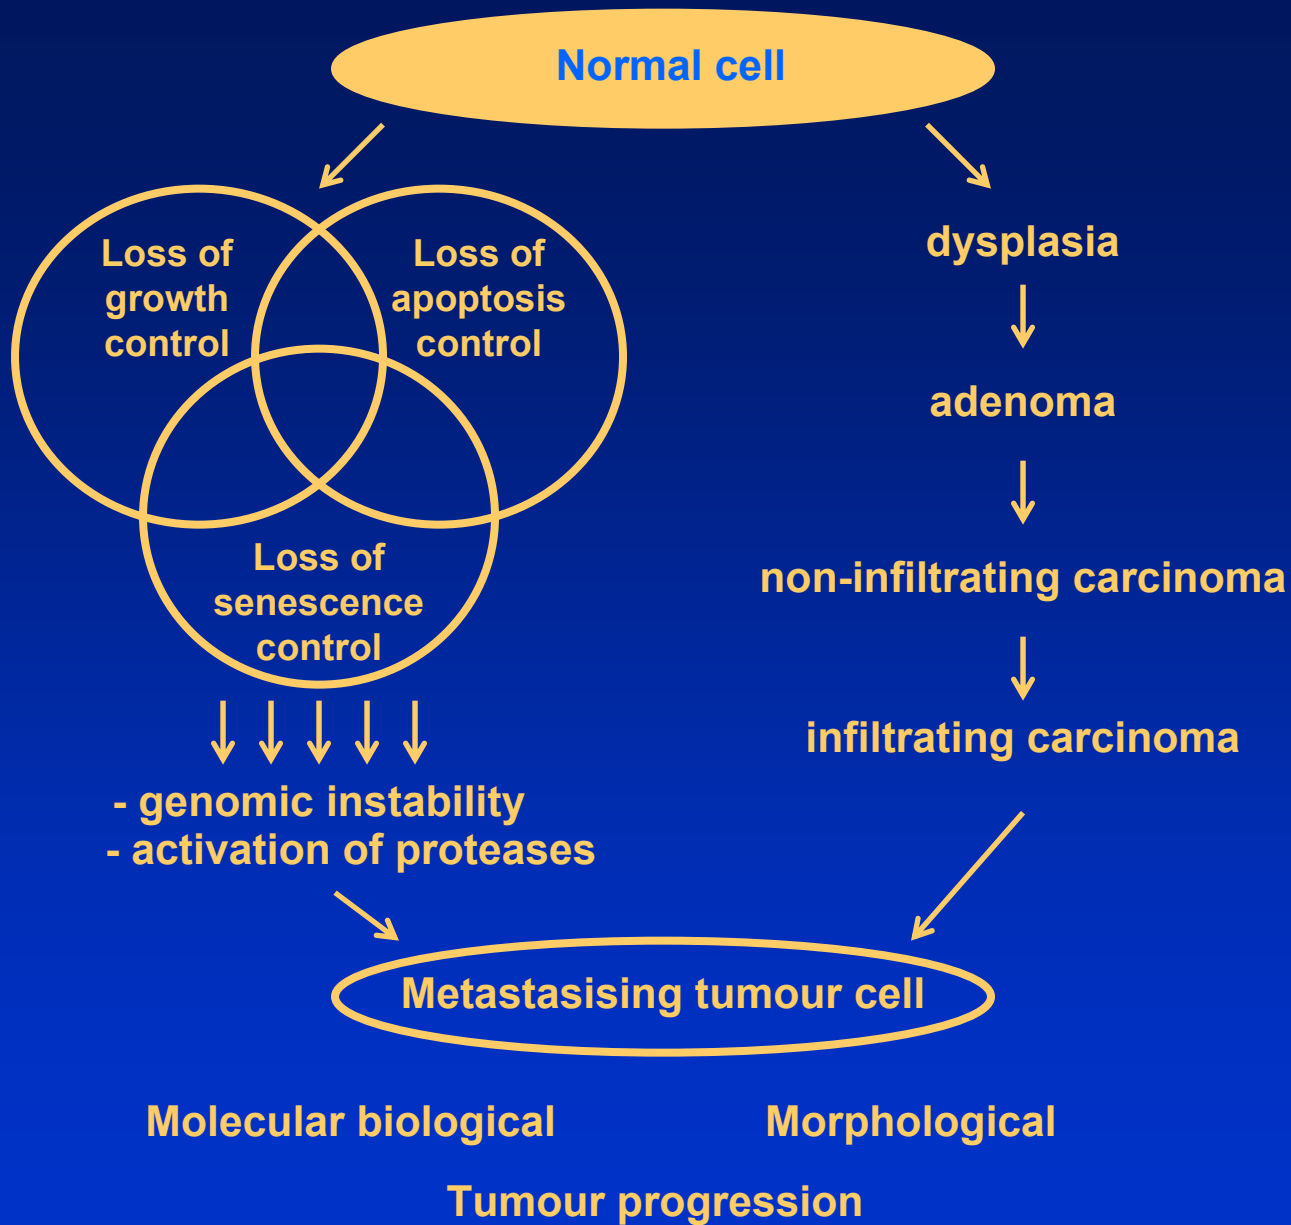 Normal cell
Loss of
growth
control
Loss of
apoptosis
control
Loss of
senescence
control
- genomic instability
- activation of proteases
dysplasia
adenoma
non-infiltrating carcinoma
infiltrating carcinoma
Metastasising tumour cell
Molecular biological
Morphological
Tumour progression